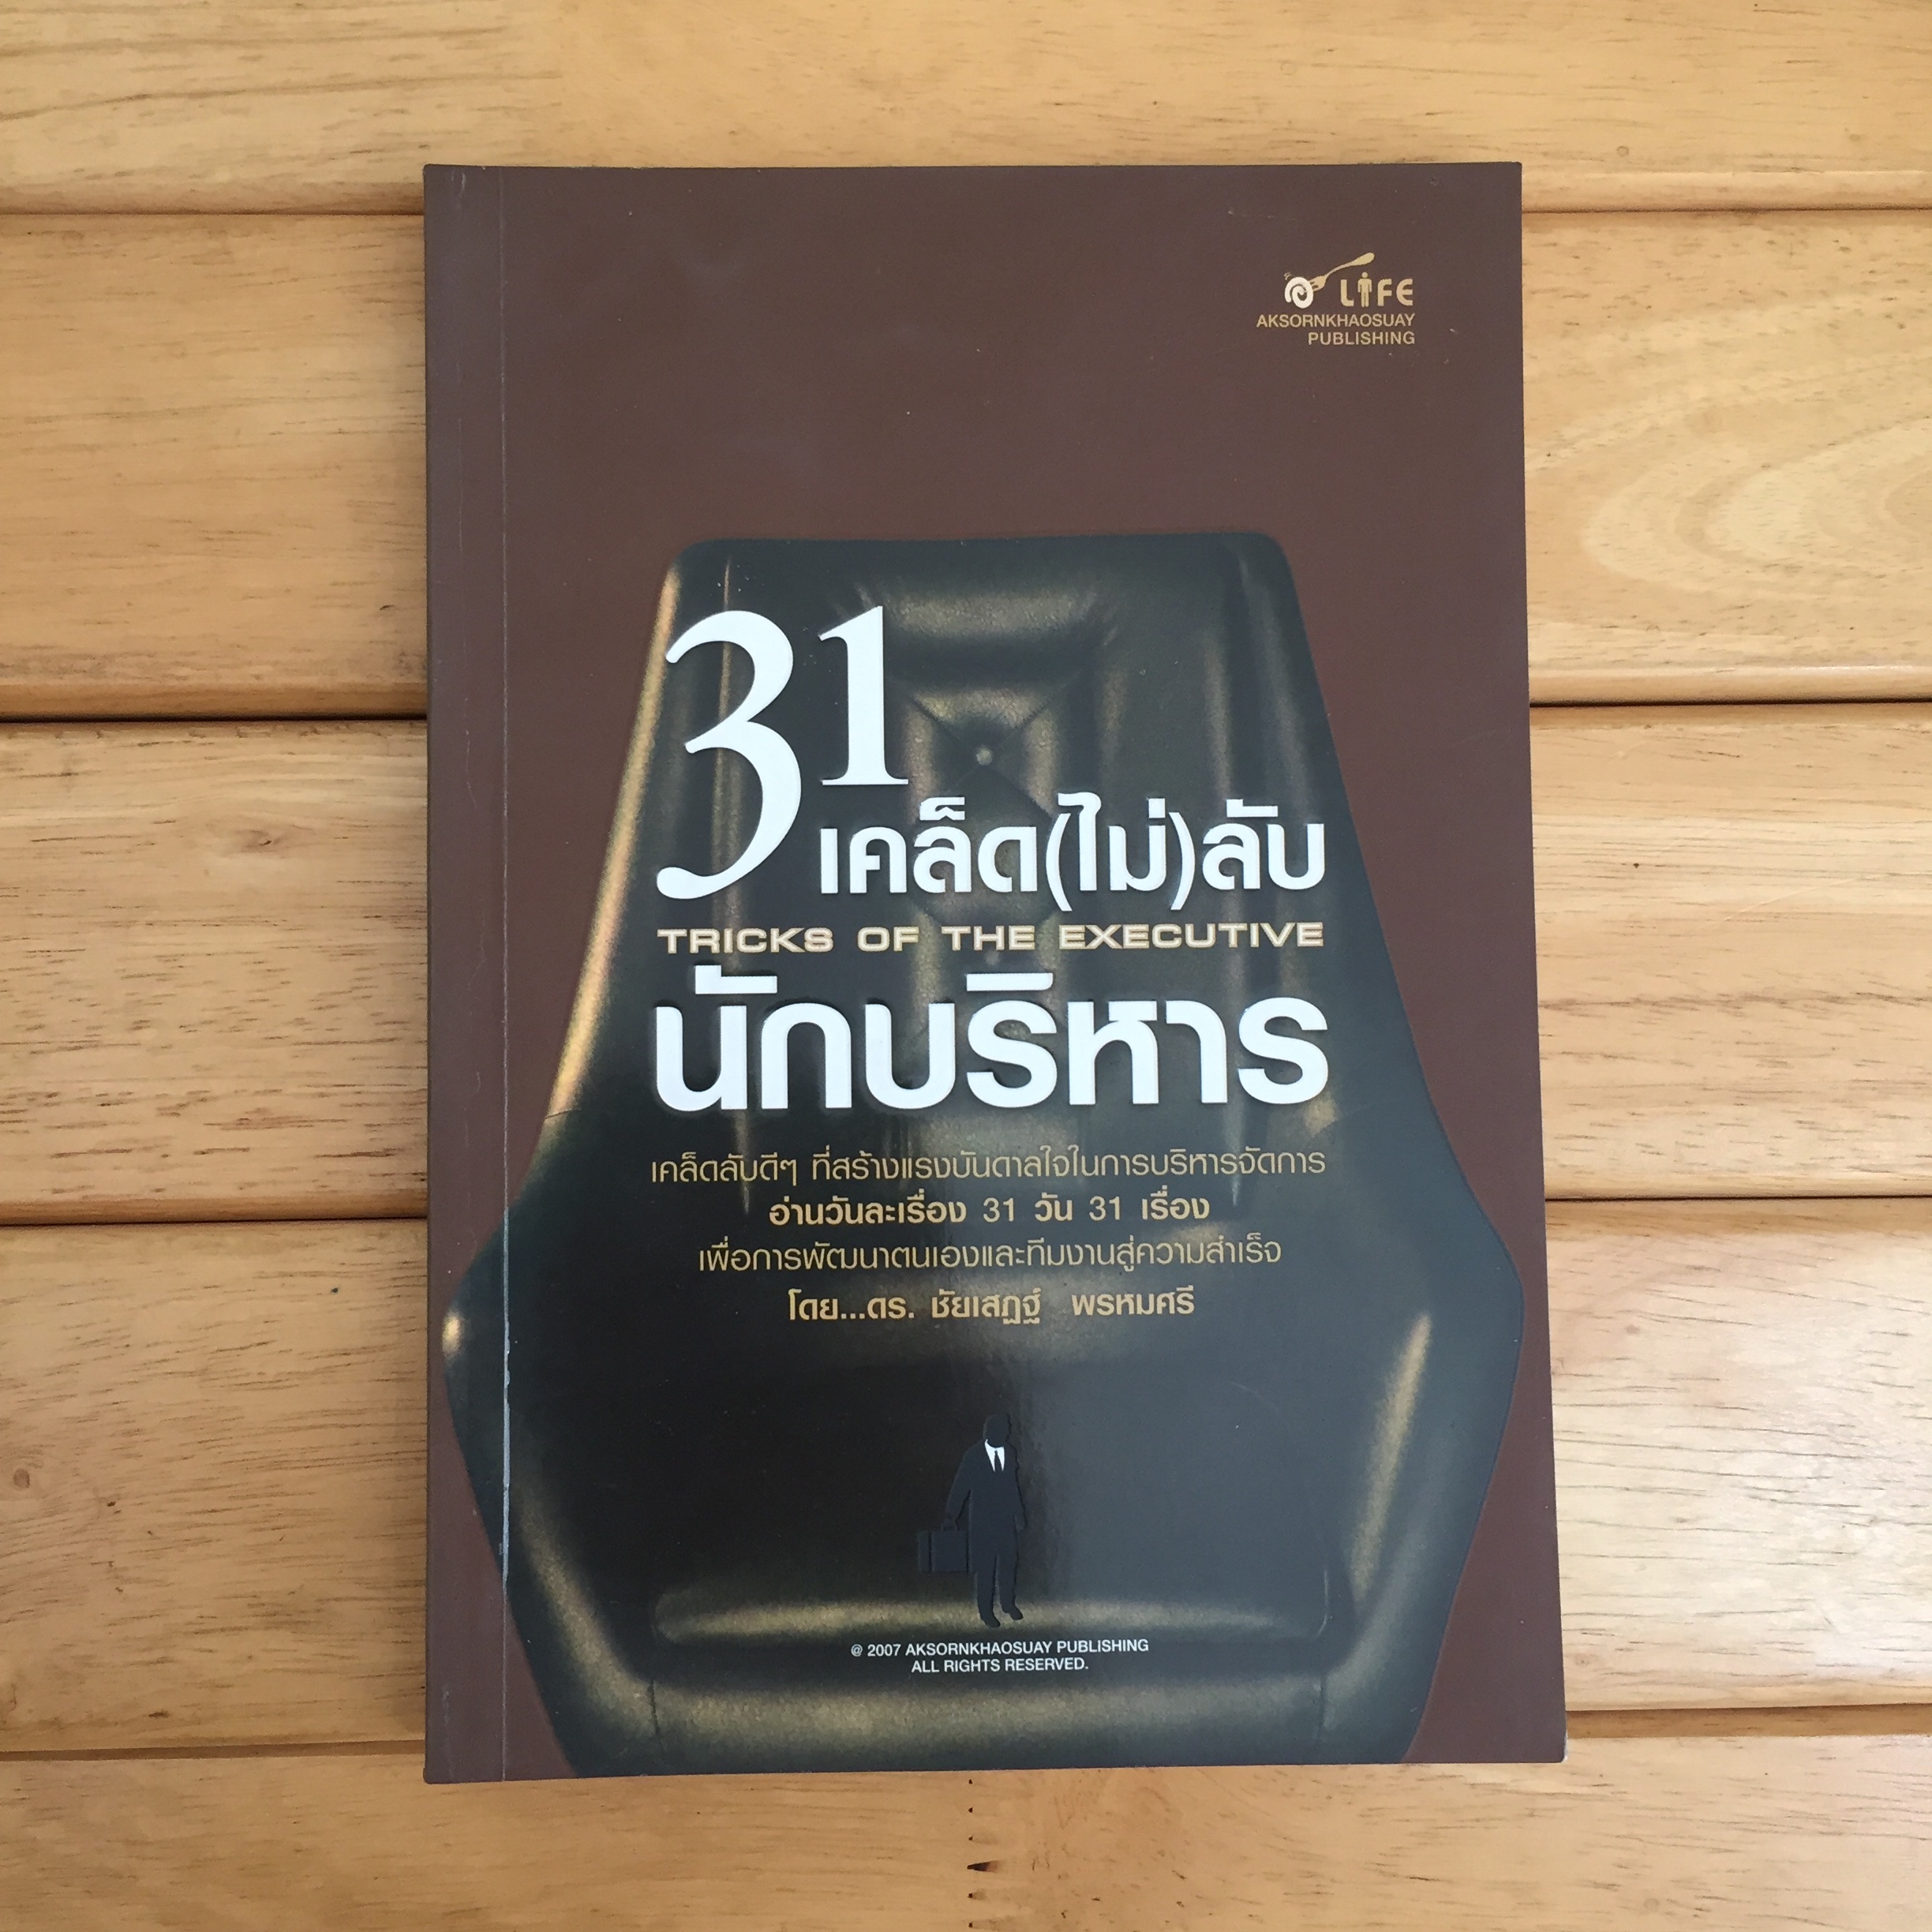 LIFE
AKSORNKHAOSUAY
PUBLISHING
31
เคล็ด(ไม่)ลับ
TRICKS OF THE EXECUTIVE
นักบริหาร
เคล็ดลับดีๆ ที่สร้างแรงบันดาลใจในการบริหารจัดการ
อ่านวันละเรื่อง 31 วัน 31 เรื่อง
เพื่อการพัฒนาตนเองและทีมงานสู่ความสำเร็จ
โดย...ดร. ชัยเสฏฐ์ พรหมศรี
@ 2007 AKSORNKHAOSUAY PUBLISHING
ALL RIGHTS RESERVED.